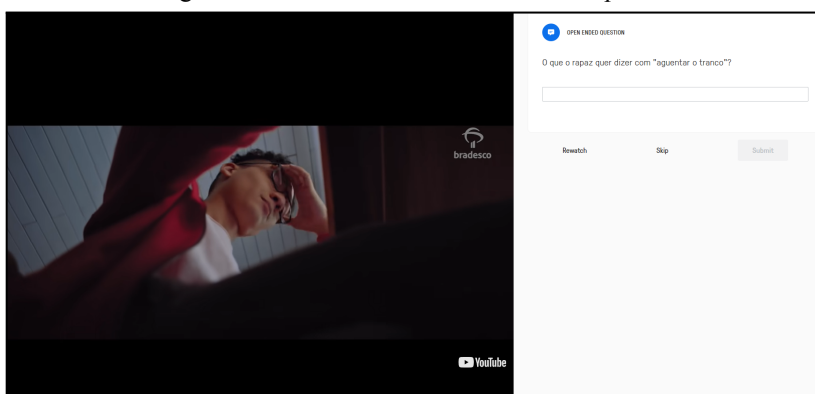 OPEN ENDED QUESTION
O que o rapaz quer dizer com "aguentar o tranco"?
bradesco
Rewatch
Skip
Submit
YouTube